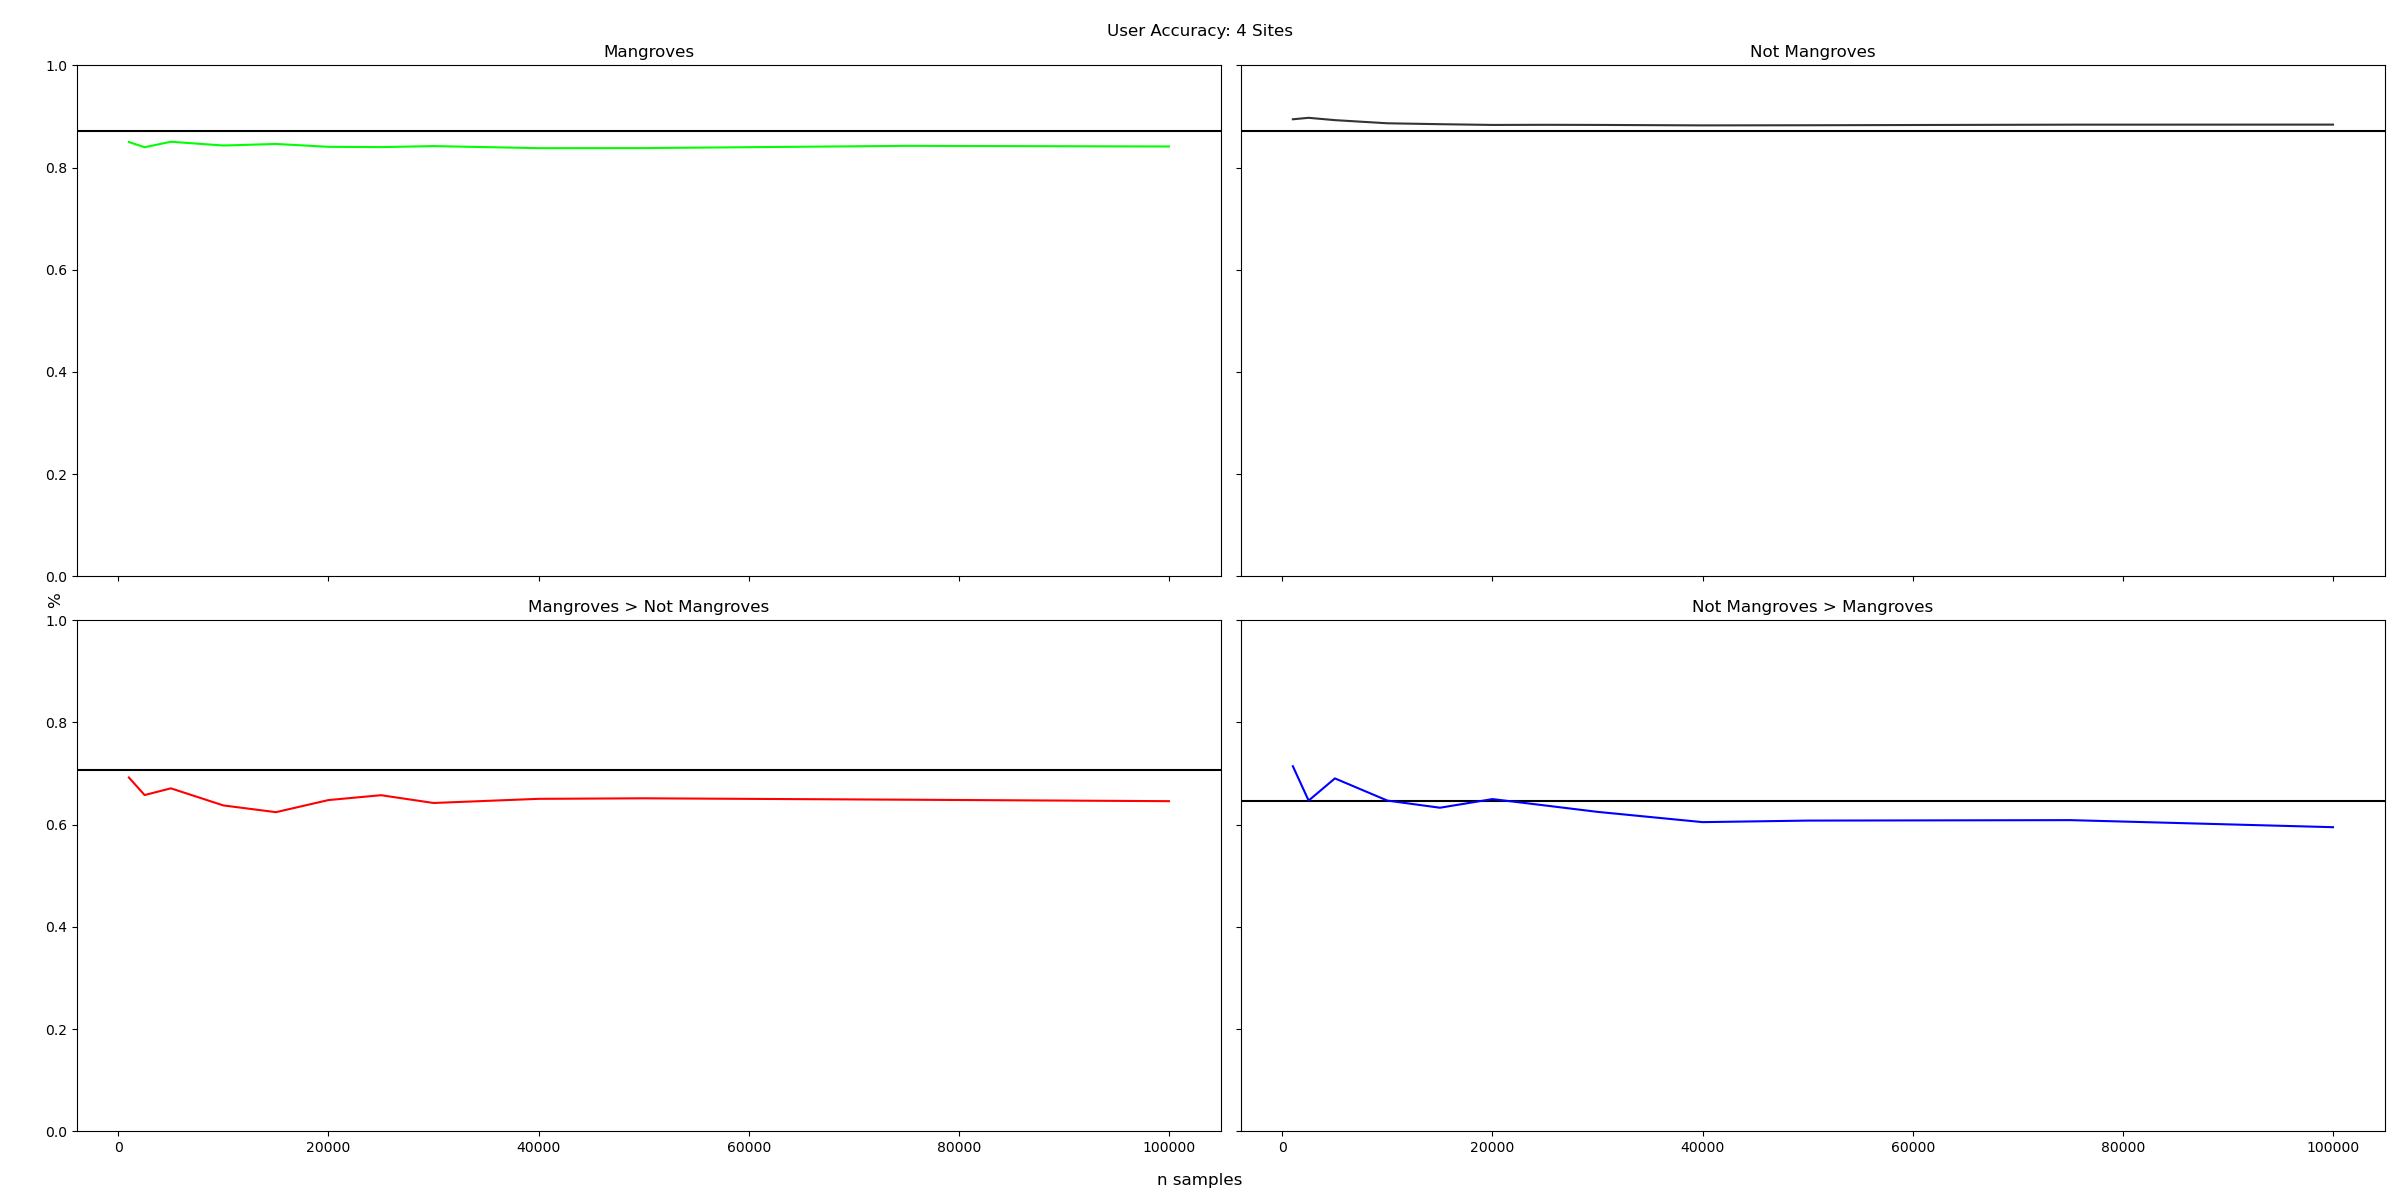 User Accuracy: 4 Sites
Mangroves
Not Mangroves
1.0
0.8
0.6
0.4
0.2
0.0
%
Mangroves > Not Mangroves
Not Mangroves > Mangroves
1.0
0.8
0.6
0.4
0.2
0.0
0 20000 40000 60000 80000 100000
0 20000 40000 60000 80000 100000
n samples